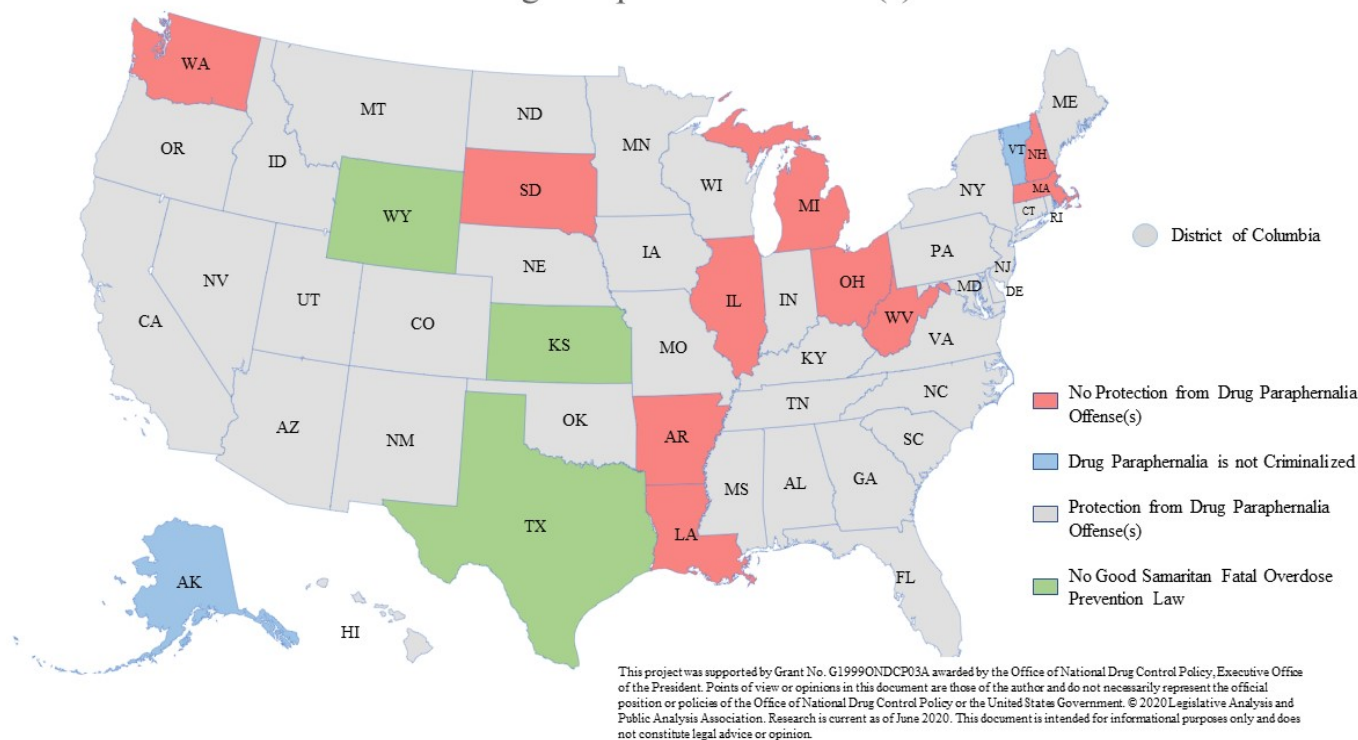 WA
MT
ND
MN
ME
OR
ID
SD
WI
VT
NH
NY
MA
WY
MI
CT
RI
District of Columbia
IA
PA
NE
NJ
NV
OH
IL
IN
MD
DE
UT
CA
CO
WV
KS
MO
VA
KY
No Protection from Drug Paraphernalia
Offense(s)
NC
TN
OK
AZ
NM
AR
SC
Drug Paraphernalia is not Criminalized
MS
AL
GA
Protection from Drug Paraphernalia
Offense(s)
TX
LA
AK
FL
No Good Samaritan Fatal Overdose
Prevention Law
HI
This project was supported by Grant No. G1999ONDCP03A awarded by the Office of National Drug Control Policy, Executive Office
of the President. Points of view or opinions in this document are those of the author and do not necessarily represent the official
position or policies of the Office of National Drug Control Policy or the United States Government. © 2020 Legislative Analysis and
Public Analysis Association. Research is current as of June 2020. This document is intended for informational purposes only and does
not constitute legal advice or opinion.